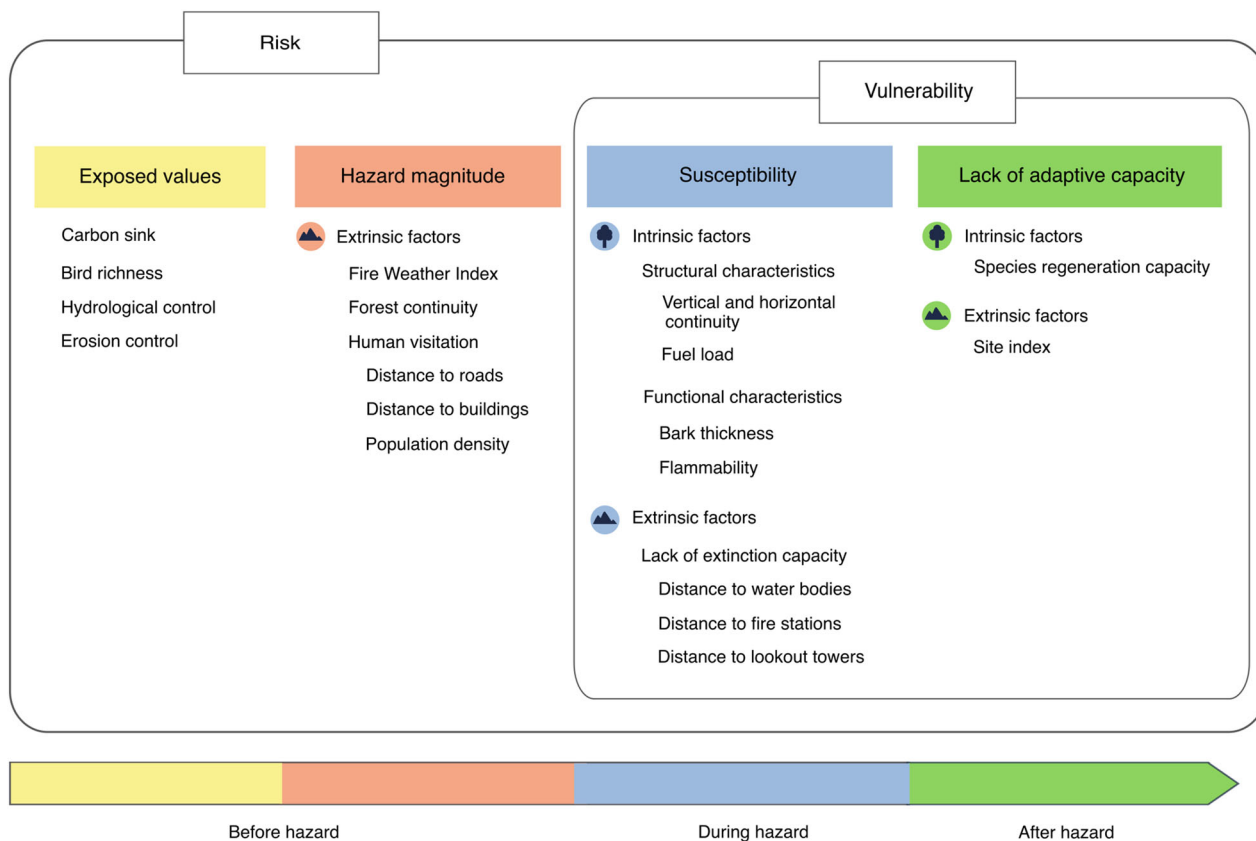 Risk
Vulnerability
Exposed values
Carbon sink
Bird richness
Hydrological control
Erosion control
Hazard magnitude
Extrinsic factors
Fire Weather Index
Forest continuity
Human visitation
Distance to roads
Distance to buildings
Population density
Susceptibility
Intrinsic factors
Structural characteristics
Vertical and horizontal
continuity
Fuel load
Functional characteristics
Bark thickness
Flammability
Extrinsic factors
Lack of extinction capacity
Distance to water bodies
Distance to fire stations
Distance to lookout towers
Lack of adaptive capacity
Intrinsic factors
Species regeneration capacity
Extrinsic factors
Site index
Before hazard
During hazard
After hazard